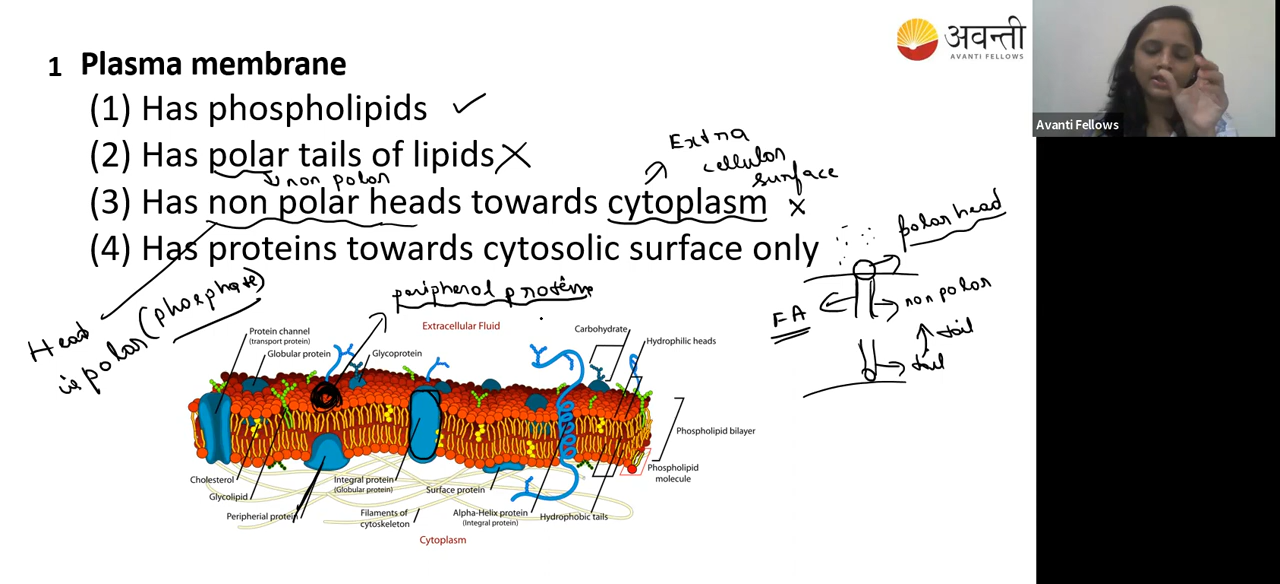 अवन्ती
AVANTI FELLOWS
Avanti Fellows
1 Plasma membrane
(1) Has phospholipids
(2) Has polar tails of lipids
(3) Has non polar heads towards cytoplasm
(4) Has proteins towards cytosolic surface only
Extra
cellular
surface
non polar
Head
is polar (phosphate)
peripheral proteins
polar head
non polar
FA
tail
tail
Extracellular Fluid
Protein channel
(transport protein)
Globular protein
Glycoprotein
Carbohydrate
Hydrophilic heads
Phospholipid bilayer
Phospholipid
molecule
Cholesterol
Glycolipid
Peripherial protein
Integral protein
(Globular protein)
Filaments of
cytoskeleton
Surface protein
Alpha-Helix protein
(Integral protein)
Hydrophobic tails
Cytoplasm